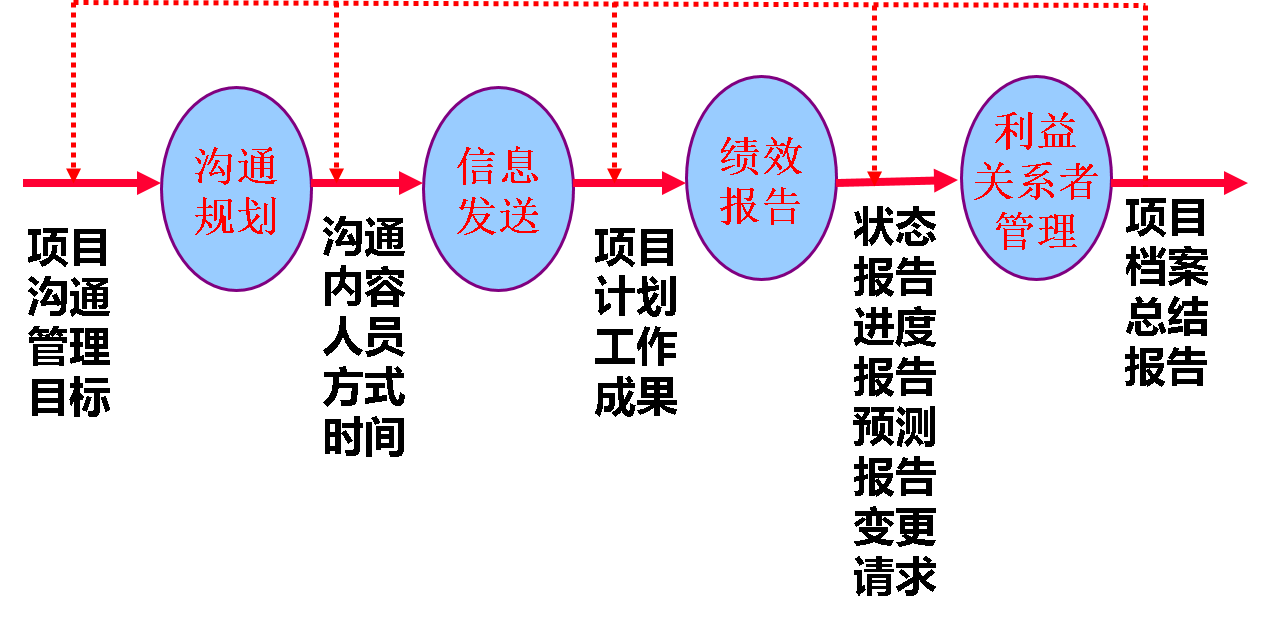 沟通
规划
信息
发送
绩效
报告
利益
关系者
管理
项目
沟通
管理
目标
沟通
内容
人员
方式
时间
项目
计划
工作
成果
状态
报告
进度
报告
预测
报告
变更
请求
项目
档案
总结
报告